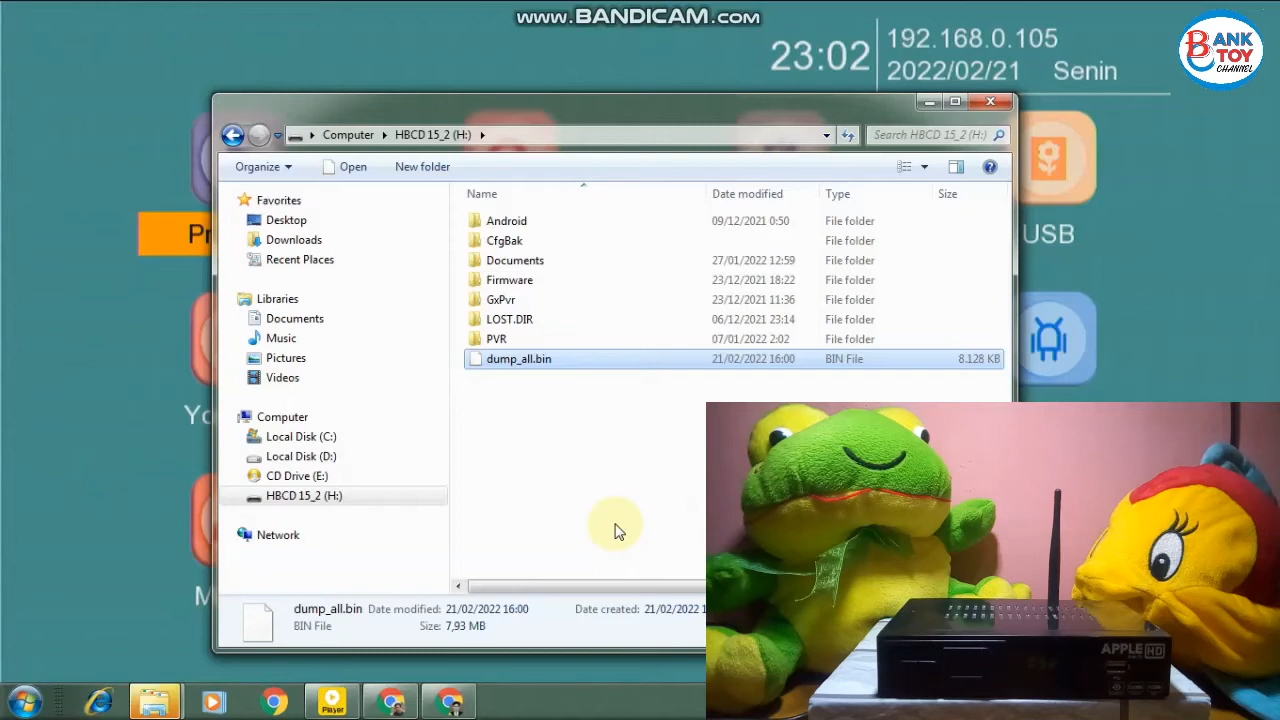 www.BANDICAM.com
BANK
TOY
CHANNEL
23:02
192.168.0.105
2022/02/21 Senin
Computer HBCD 15_2 (H:)
Search HBCD 15_2 (H:)
Organize Open New folder
Name Date modified Type Size
Favorites
Desktop
Downloads
Recent Places
Libraries
Documents
Music
Pictures
Videos
Computer
Local Disk (C:)
Local Disk (D:)
CD Drive (E:)
HBCD 15_2 (H:)
Network
Android 09/12/2021 0:50 File folder
CfgBak File folder
Documents 27/01/2022 12:59 File folder
Firmware 23/12/2021 18:22 File folder
GxPvr 23/12/2021 11:36 File folder
LOST.DIR 06/12/2021 23:14 File folder
PVR 07/01/2022 2:02 File folder
dump_all.bin 21/02/2022 16:00 BIN File 8.128 KB
dump_all.bin Date modified: 21/02/2022 16:00 Date created: 21/02/2022 1
BIN File Size: 7,93 MB
Pr
USB
Yo
M
Player
APPLE HD